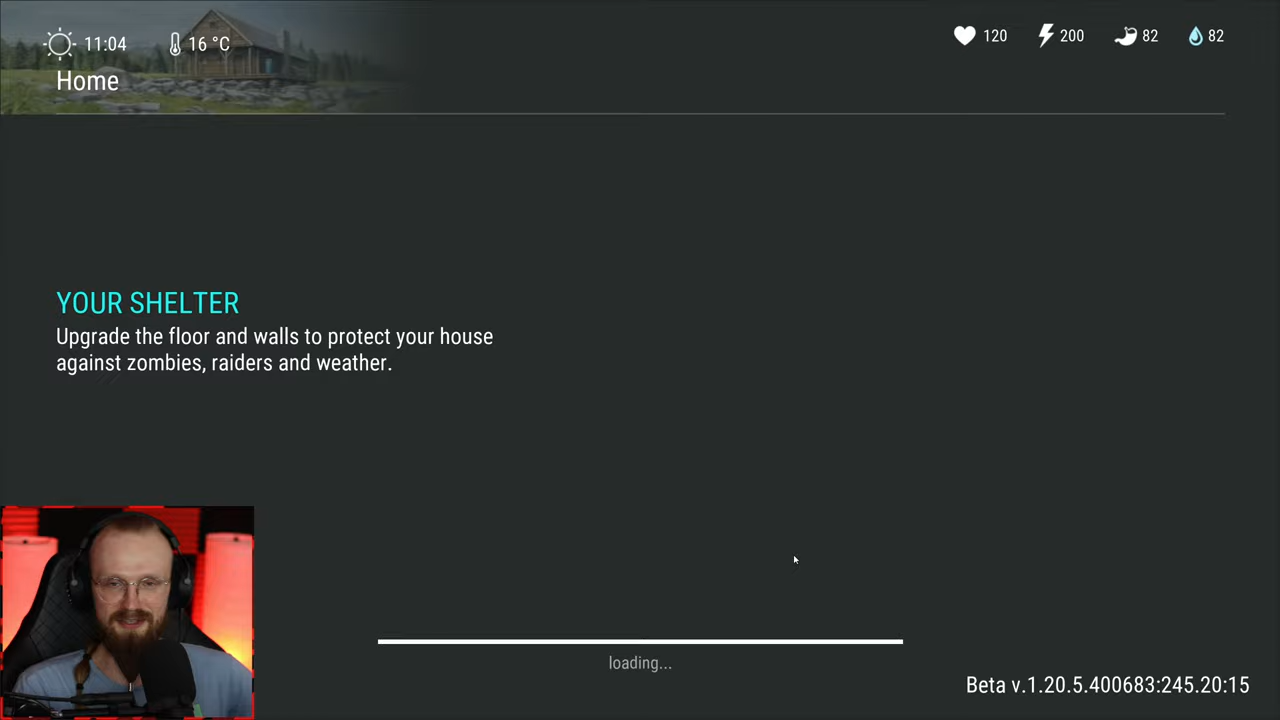 11:04 16 °C 120 200 82 82
Home
YOUR SHELTER
Upgrade the floor and walls to protect your house
against zombies, raiders and weather.
loading...
Beta v.1.20.5.400683:245.20:15